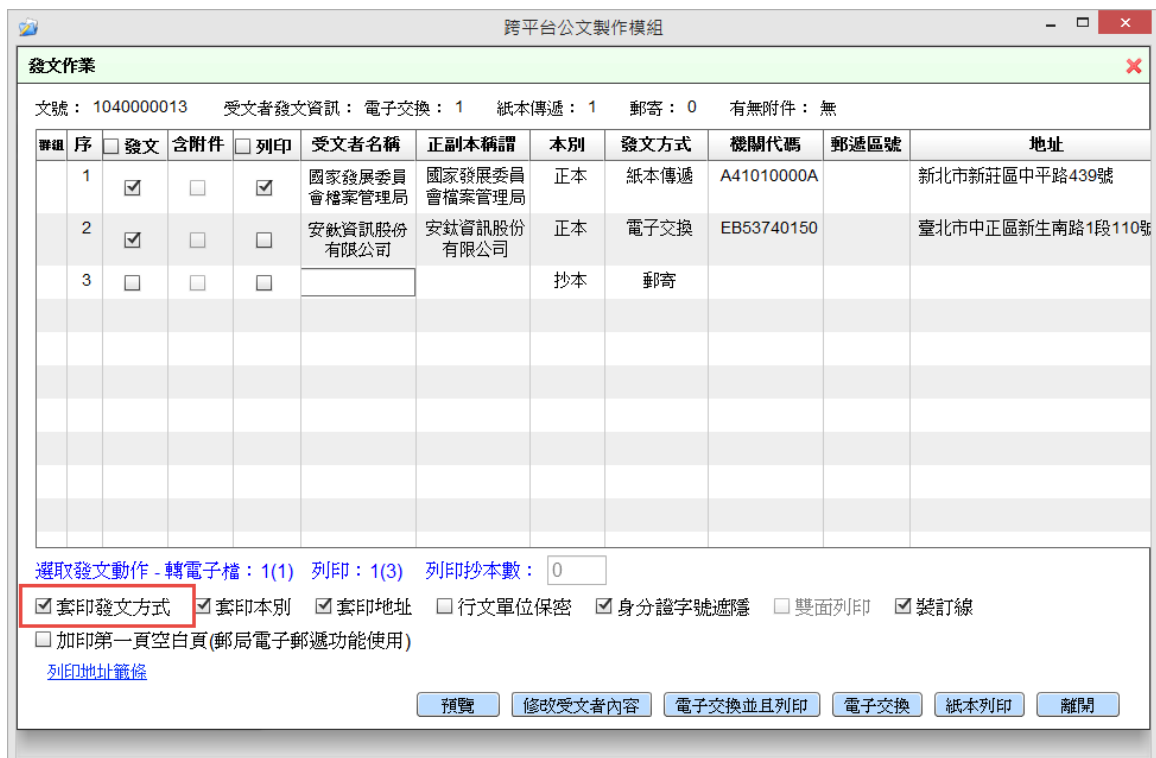 跨平台公文製作模組
發文作業
文號： 1040000013 受文者發文資訊： 電子交換： 1 紙本傳遞： 1 郵寄： 0 有無附件： 無
群組 序 發文 含附件 列印 受文者名稱 正副本稱謂 本別 發文方式 機關代碼 郵遞區號 地址
1 國家發展委員會檔案管理局 國家發展委員會檔案管理局 正本 紙本傳遞 A41010000A 新北市新莊區中平路439號
2 安鈦資訊股份有限公司 安鈦資訊股份有限公司 正本 電子交換 EB53740150 臺北市中正區新生南路1段110號
3 抄本 郵寄
選取發文動作 - 轉電子檔：1(1) 列印：1(3) 列印抄本數： 0
套印發文方式 套印本別 套印地址 行文單位保密 身分證字號遮隱 雙面列印 裝訂線
加印第一頁空白頁(郵局電子郵遞功能使用)
列印地址籤條
預覽 修改受文者內容 電子交換並且列印 電子交換 紙本列印 離開